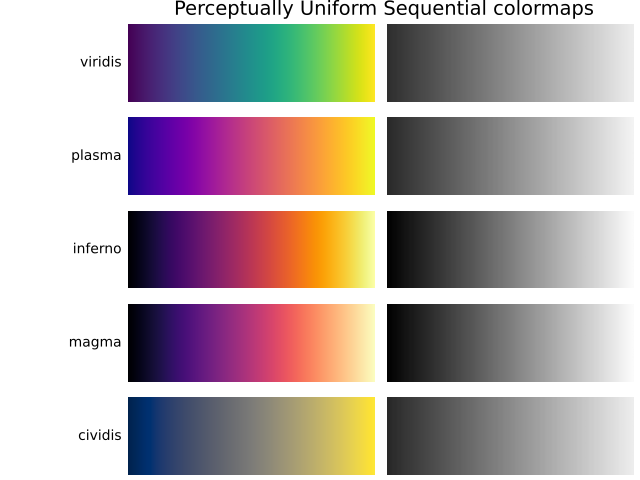 Perceptually Uniform Sequential colormaps
viridis
plasma
inferno
magma
cividis